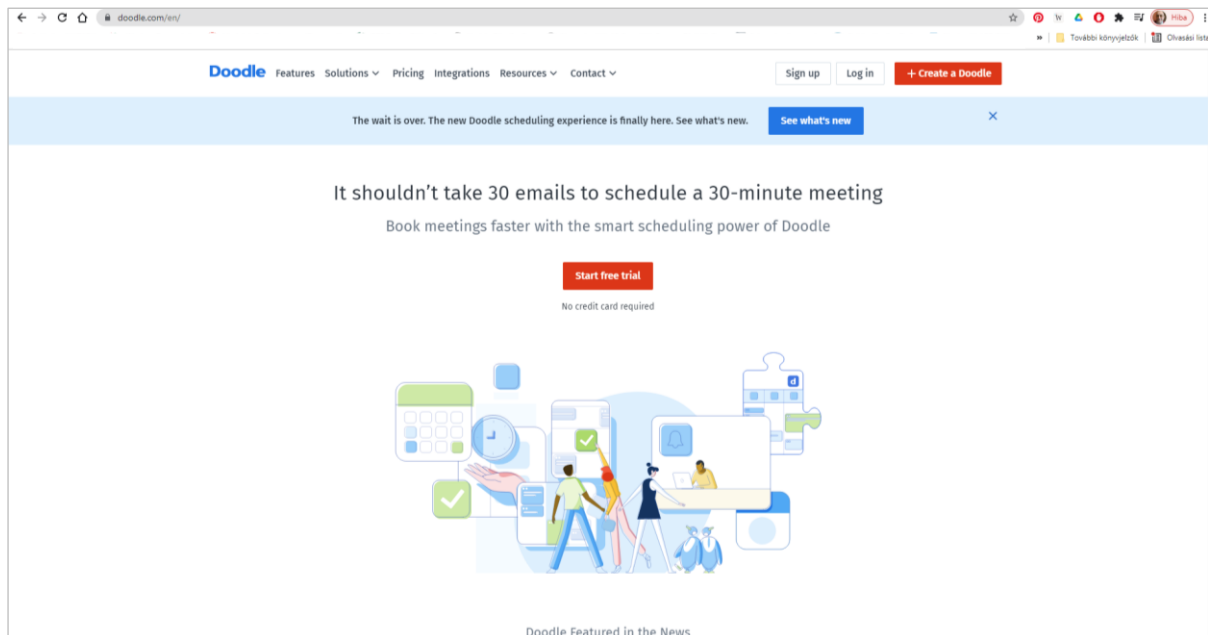 doodle.com/en/
Hiba
» További könyvjelzők Olvasási lista
Doodle Features Solutions Pricing Integrations Resources Contact Sign up Log in + Create a Doodle
The wait is over. The new Doodle scheduling experience is finally here. See what's new. See what's new
It shouldn't take 30 emails to schedule a 30-minute meeting
Book meetings faster with the smart scheduling power of Doodle
Start free trial
No credit card required
d
Doodle Featured in the News